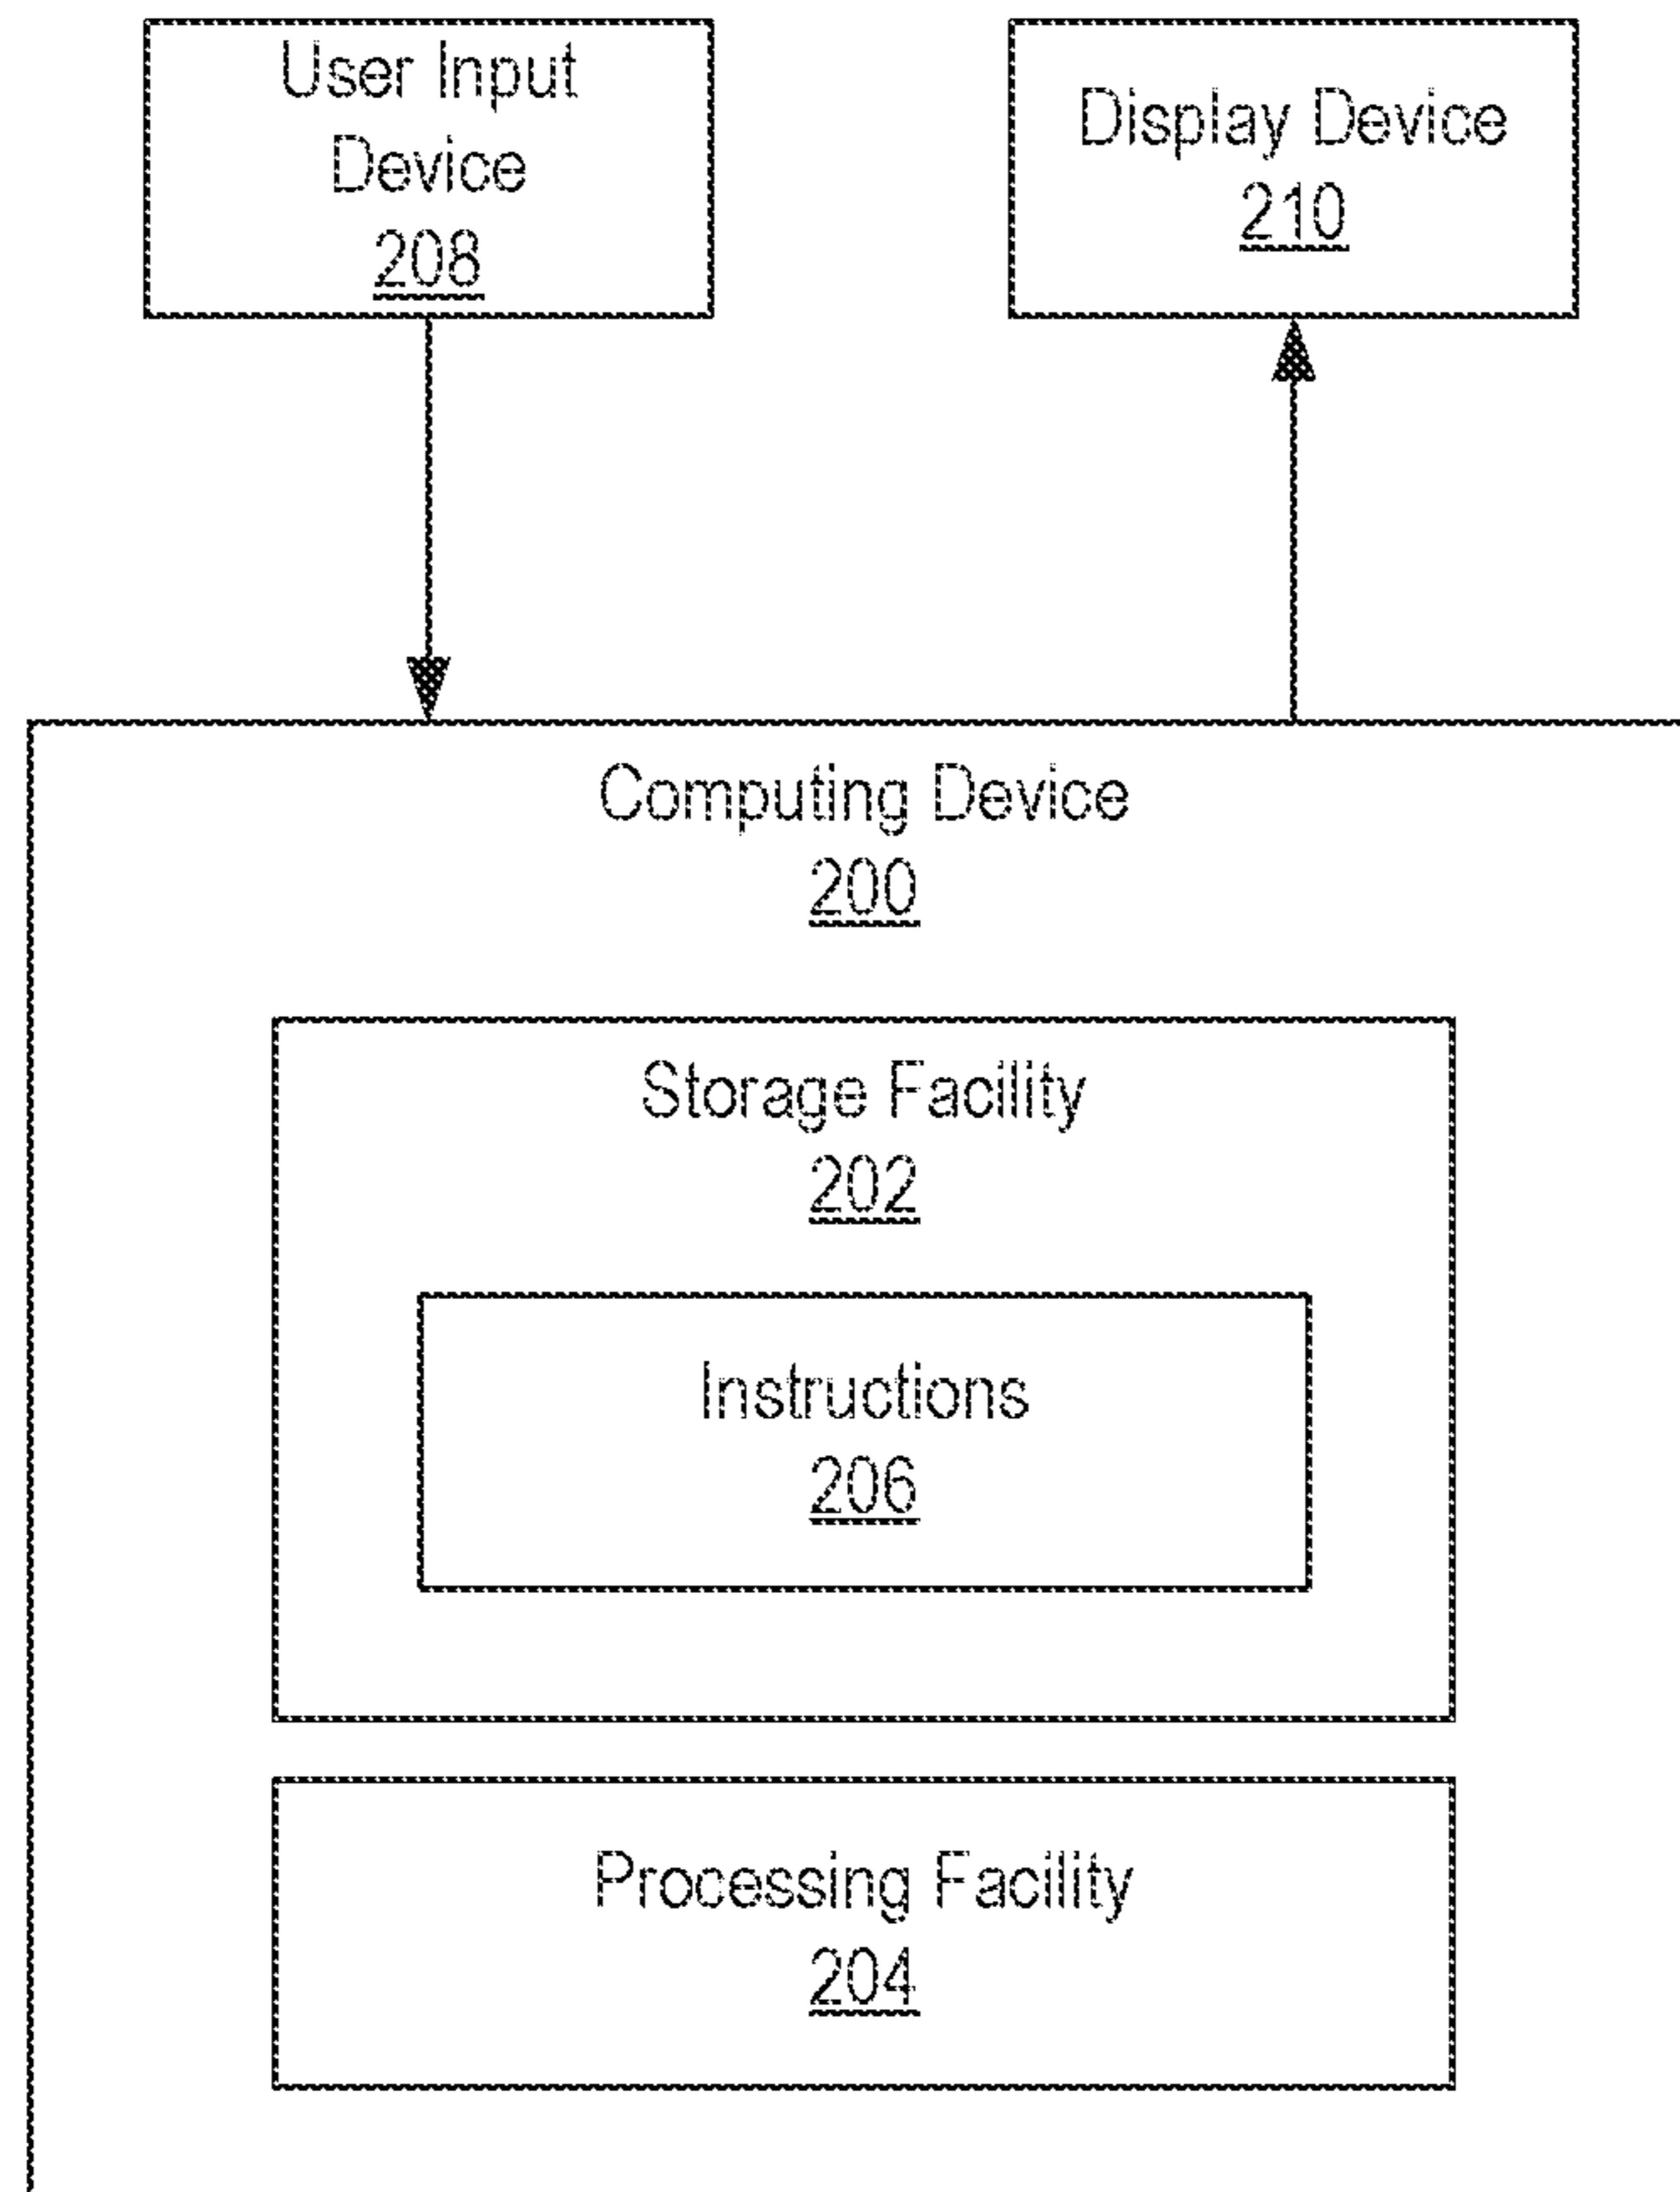 User Input
Device
208
Display Device
210
Computing Device
200
Storage Facility
202
Instructions
206
Processing Facility
204